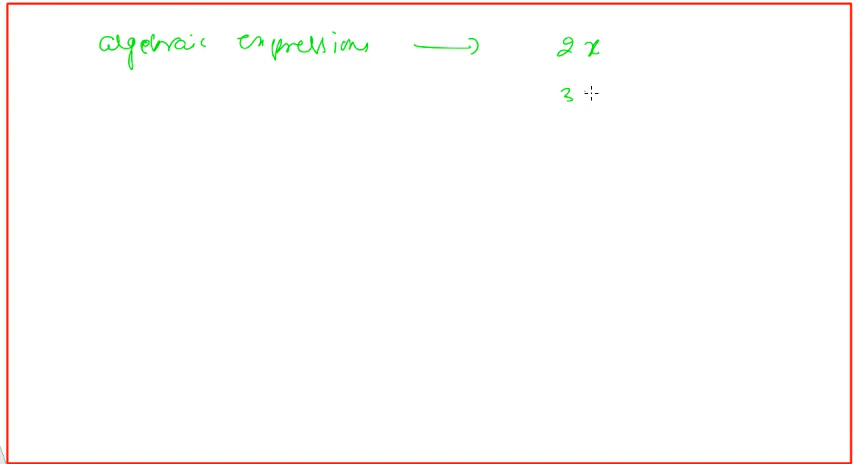 algebraic expressions → 2x
3